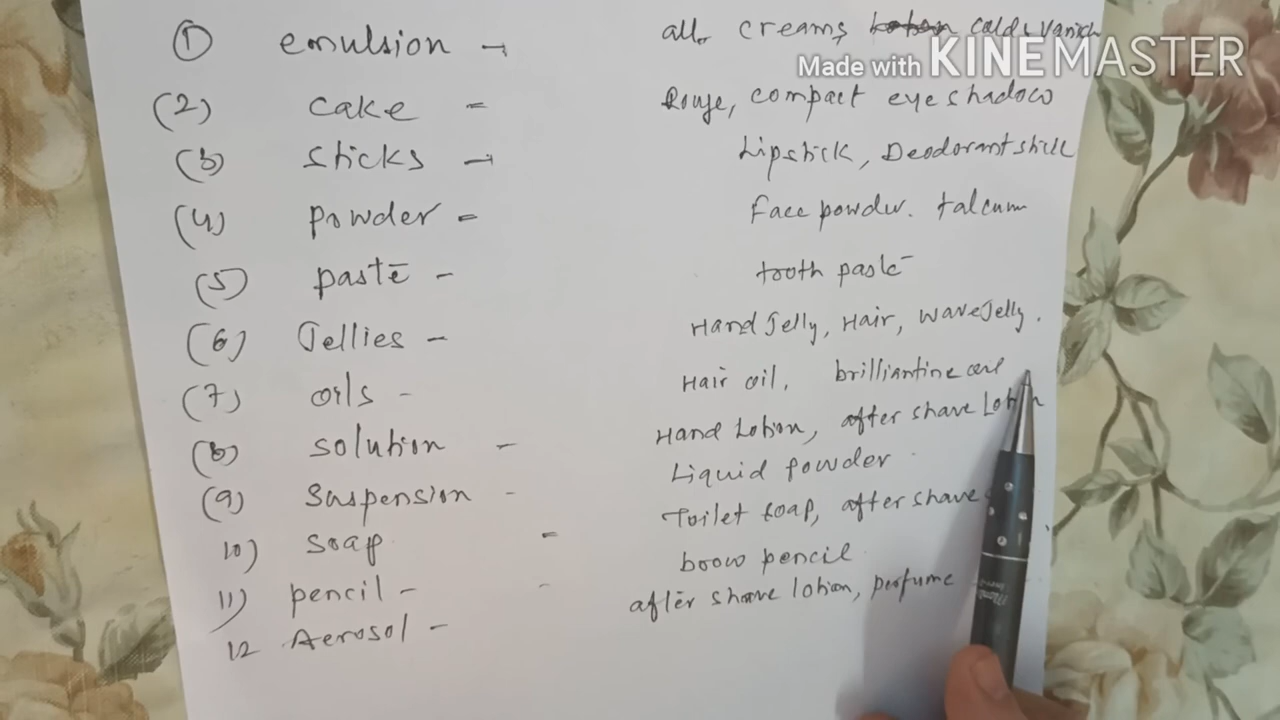 ① emulsion → all creams, cold & vanish
Made with KINEMASTER
(2) cake = Rouje, compact eye shadow
(3) sticks → Lipstick, Deodorant stick
(4) powder = Face powder. talcum
(5) paste - tooth paste
(6) Jellies - Hand Jelly, Hair, wave Jelly.
(7) oils - Hair oil, brilliantine oil
(8) solution - Hand Lotion, after shave Lotion
(9) Suspension - Liquid powder
10) soap - Toilet soap, after shave
11) pencil - brow pencil
12 Aerosol - after shave lotion, perfume